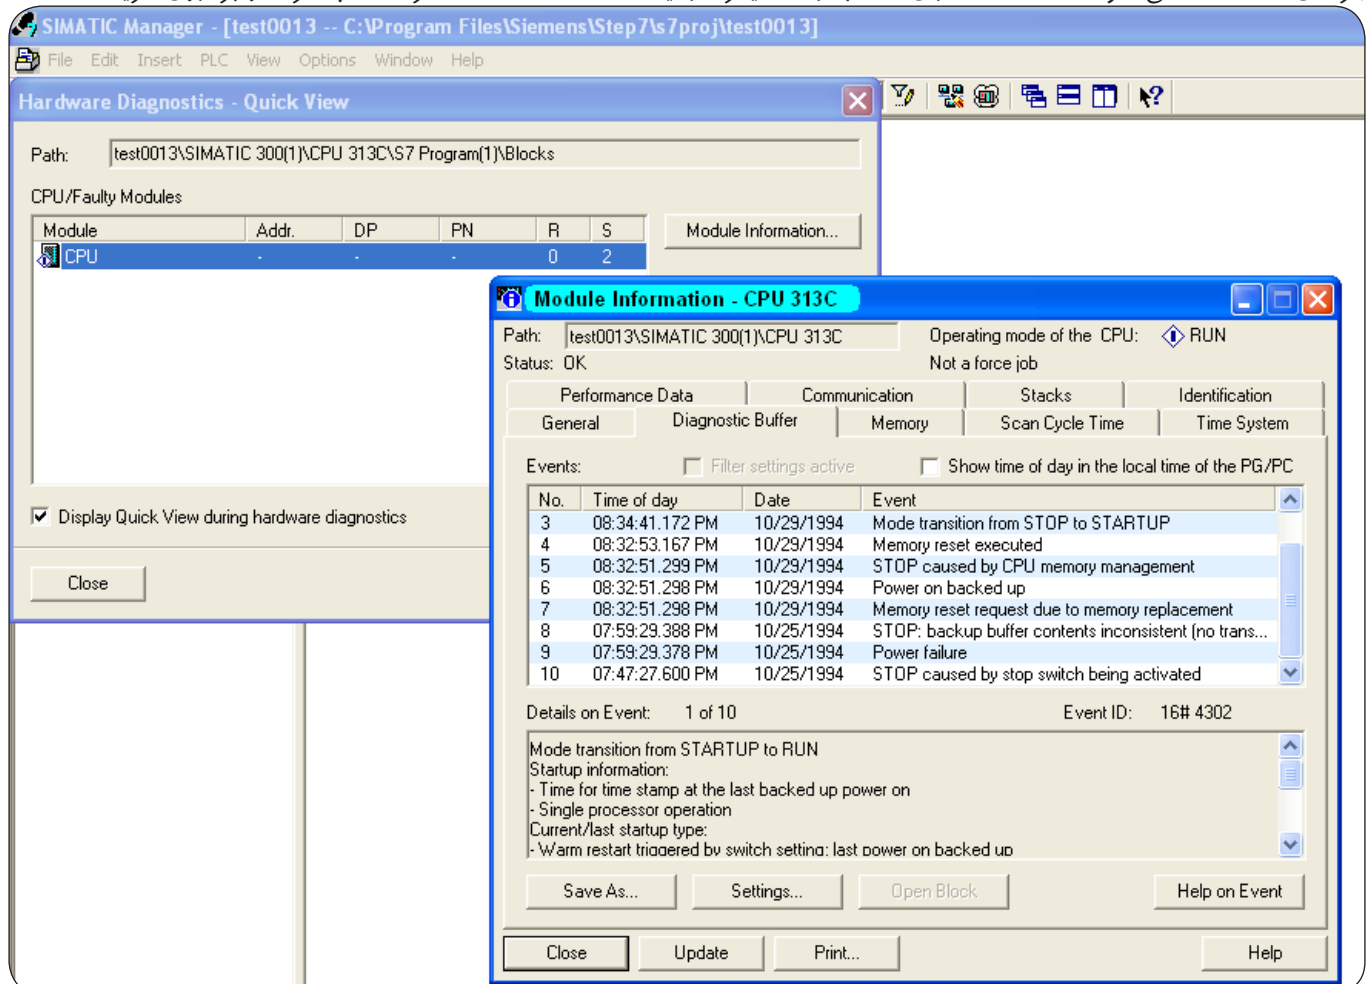 SIMATIC Manager - [test0013 -- C:\Program Files\Siemens\Step7\s7proj\test0013]
File Edit Insert PLC View Options Window Help
Hardware Diagnostics - Quick View
Path: test0013\SIMATIC 300(1)\CPU 313C\S7 Program(1)\Blocks
CPU/Faulty Modules
Module Addr. DP PN R S
CPU - - - 0 2
Module Information...
Display Quick View during hardware diagnostics
Close
Module Information - CPU 313C
Path: test0013\SIMATIC 300(1)\CPU 313C Operating mode of the CPU: RUN
Status: OK Not a force job
Performance Data Communication Stacks Identification
General Diagnostic Buffer Memory Scan Cycle Time Time System
Events: Filter settings active Show time of day in the local time of the PG/PC
No. Time of day Date Event
3 08:34:41.172 PM 10/29/1994 Mode transition from STOP to STARTUP
4 08:32:53.167 PM 10/29/1994 Memory reset executed
5 08:32:51.299 PM 10/29/1994 STOP caused by CPU memory management
6 08:32:51.298 PM 10/29/1994 Power on backed up
7 08:32:51.298 PM 10/29/1994 Memory reset request due to memory replacement
8 07:59:29.388 PM 10/25/1994 STOP: backup buffer contents inconsistent (no trans...
9 07:59:29.378 PM 10/25/1994 Power failure
10 07:47:27.600 PM 10/25/1994 STOP caused by stop switch being activated
Details on Event: 1 of 10 Event ID: 16# 4302
Mode transition from STARTUP to RUN
Startup information:
- Time for time stamp at the last backed up power on
- Single processor operation
Current/last startup type:
- Warm restart triggered by switch setting; last power on backed up
Save As... Settings... Open Block Help on Event
Close Update Print... Help